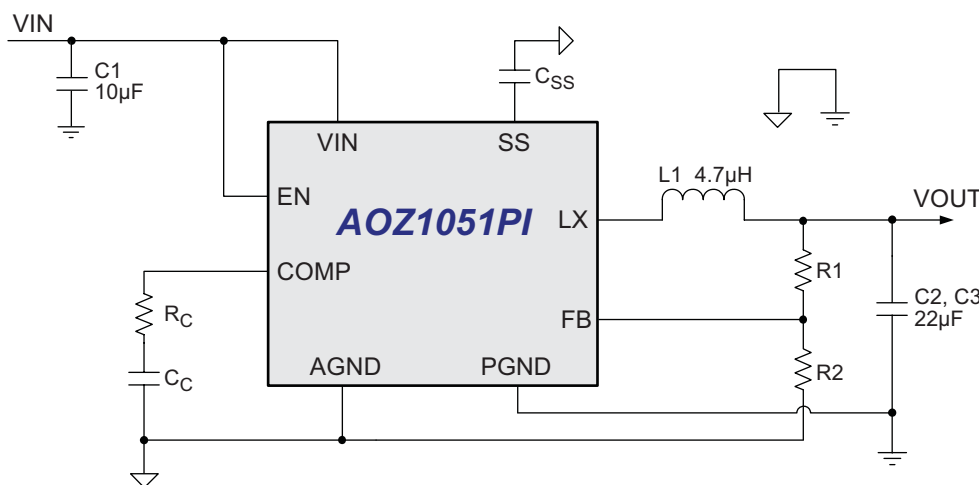 VIN
C1
10µF
CSS
VIN
SS
L1 4.7µH
EN
LX
VOUT
AOZ1051PI
COMP
R1
C2, C3
22µF
RC
FB
CC
AGND
PGND
R2